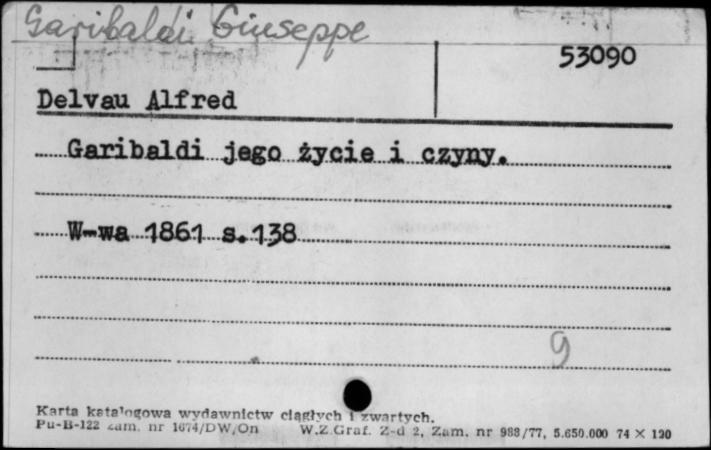 Garibaldi Giuseppe
53090
Delvau Alfred
Garibaldi jego życie i czyny.
W-wa 1861 s.138
9
Karta katalogowa wydawnictw ciągłych i zwartych.
Pu-B-122 zam. nr 1674/DW/On W.Z.Graf. Z-d 2, Zam. nr 988/77, 5.650.000 74 × 120